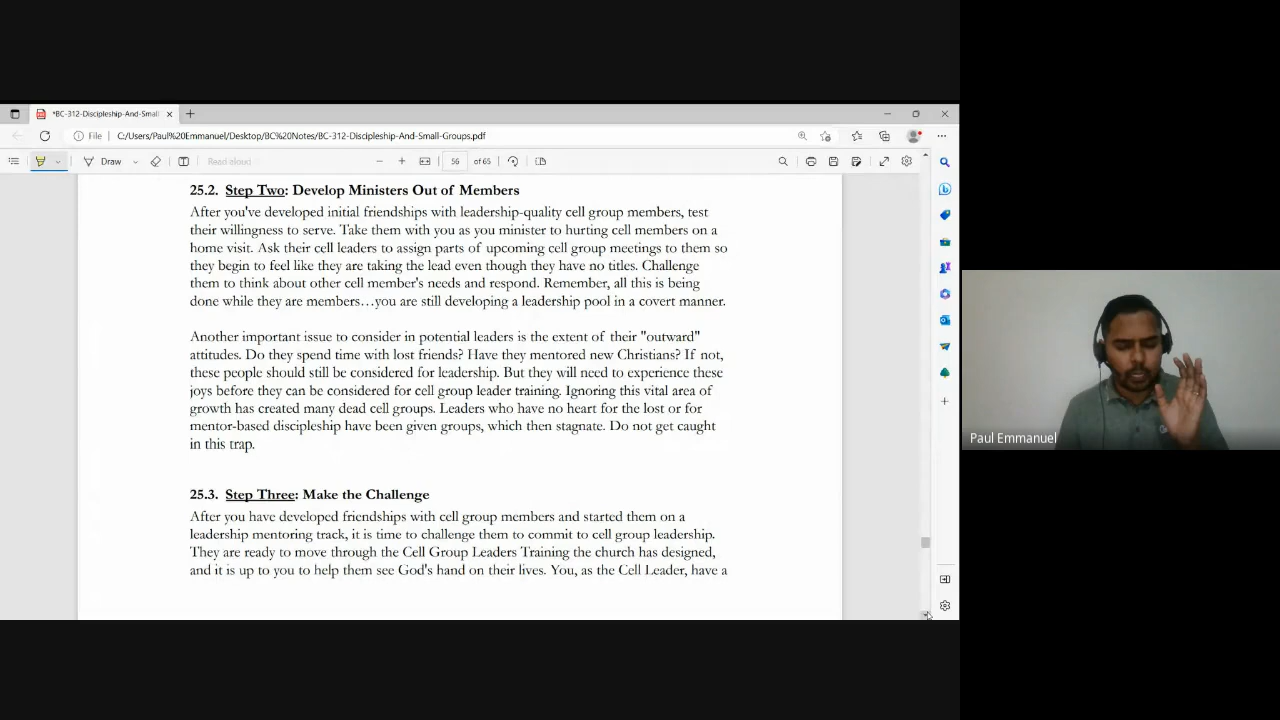 *BC-312-Discipleship-And-Small
File
C:/Users/Paul%20Emmanuel/Desktop/BC%20Notes/BC-312-Discipleship-And-Small-Groups.pdf
Draw
Read aloud
56
of 65
25.2. Step Two: Develop Ministers Out of Members
After you've developed initial friendships with leadership-quality cell group members, test
their willingness to serve. Take them with you as you minister to hurting cell members on a
home visit. Ask their cell leaders to assign parts of upcoming cell group meetings to them so
they begin to feel like they are taking the lead even though they have no titles. Challenge
them to think about other cell member's needs and respond. Remember, all this is being
done while they are members…you are still developing a leadership pool in a covert manner.
Another important issue to consider in potential leaders is the extent of their "outward"
attitudes. Do they spend time with lost friends? Have they mentored new Christians? If not,
these people should still be considered for leadership. But they will need to experience these
joys before they can be considered for cell group leader training. Ignoring this vital area of
growth has created many dead cell groups. Leaders who have no heart for the lost or for
mentor-based discipleship have been given groups, which then stagnate. Do not get caught
in this trap.
25.3. Step Three: Make the Challenge
After you have developed friendships with cell group members and started them on a
leadership mentoring track, it is time to challenge them to commit to cell group leadership.
They are ready to move through the Cell Group Leaders Training the church has designed,
and it is up to you to help them see God's hand on their lives. You, as the Cell Leader, have a
Paul Emmanuel